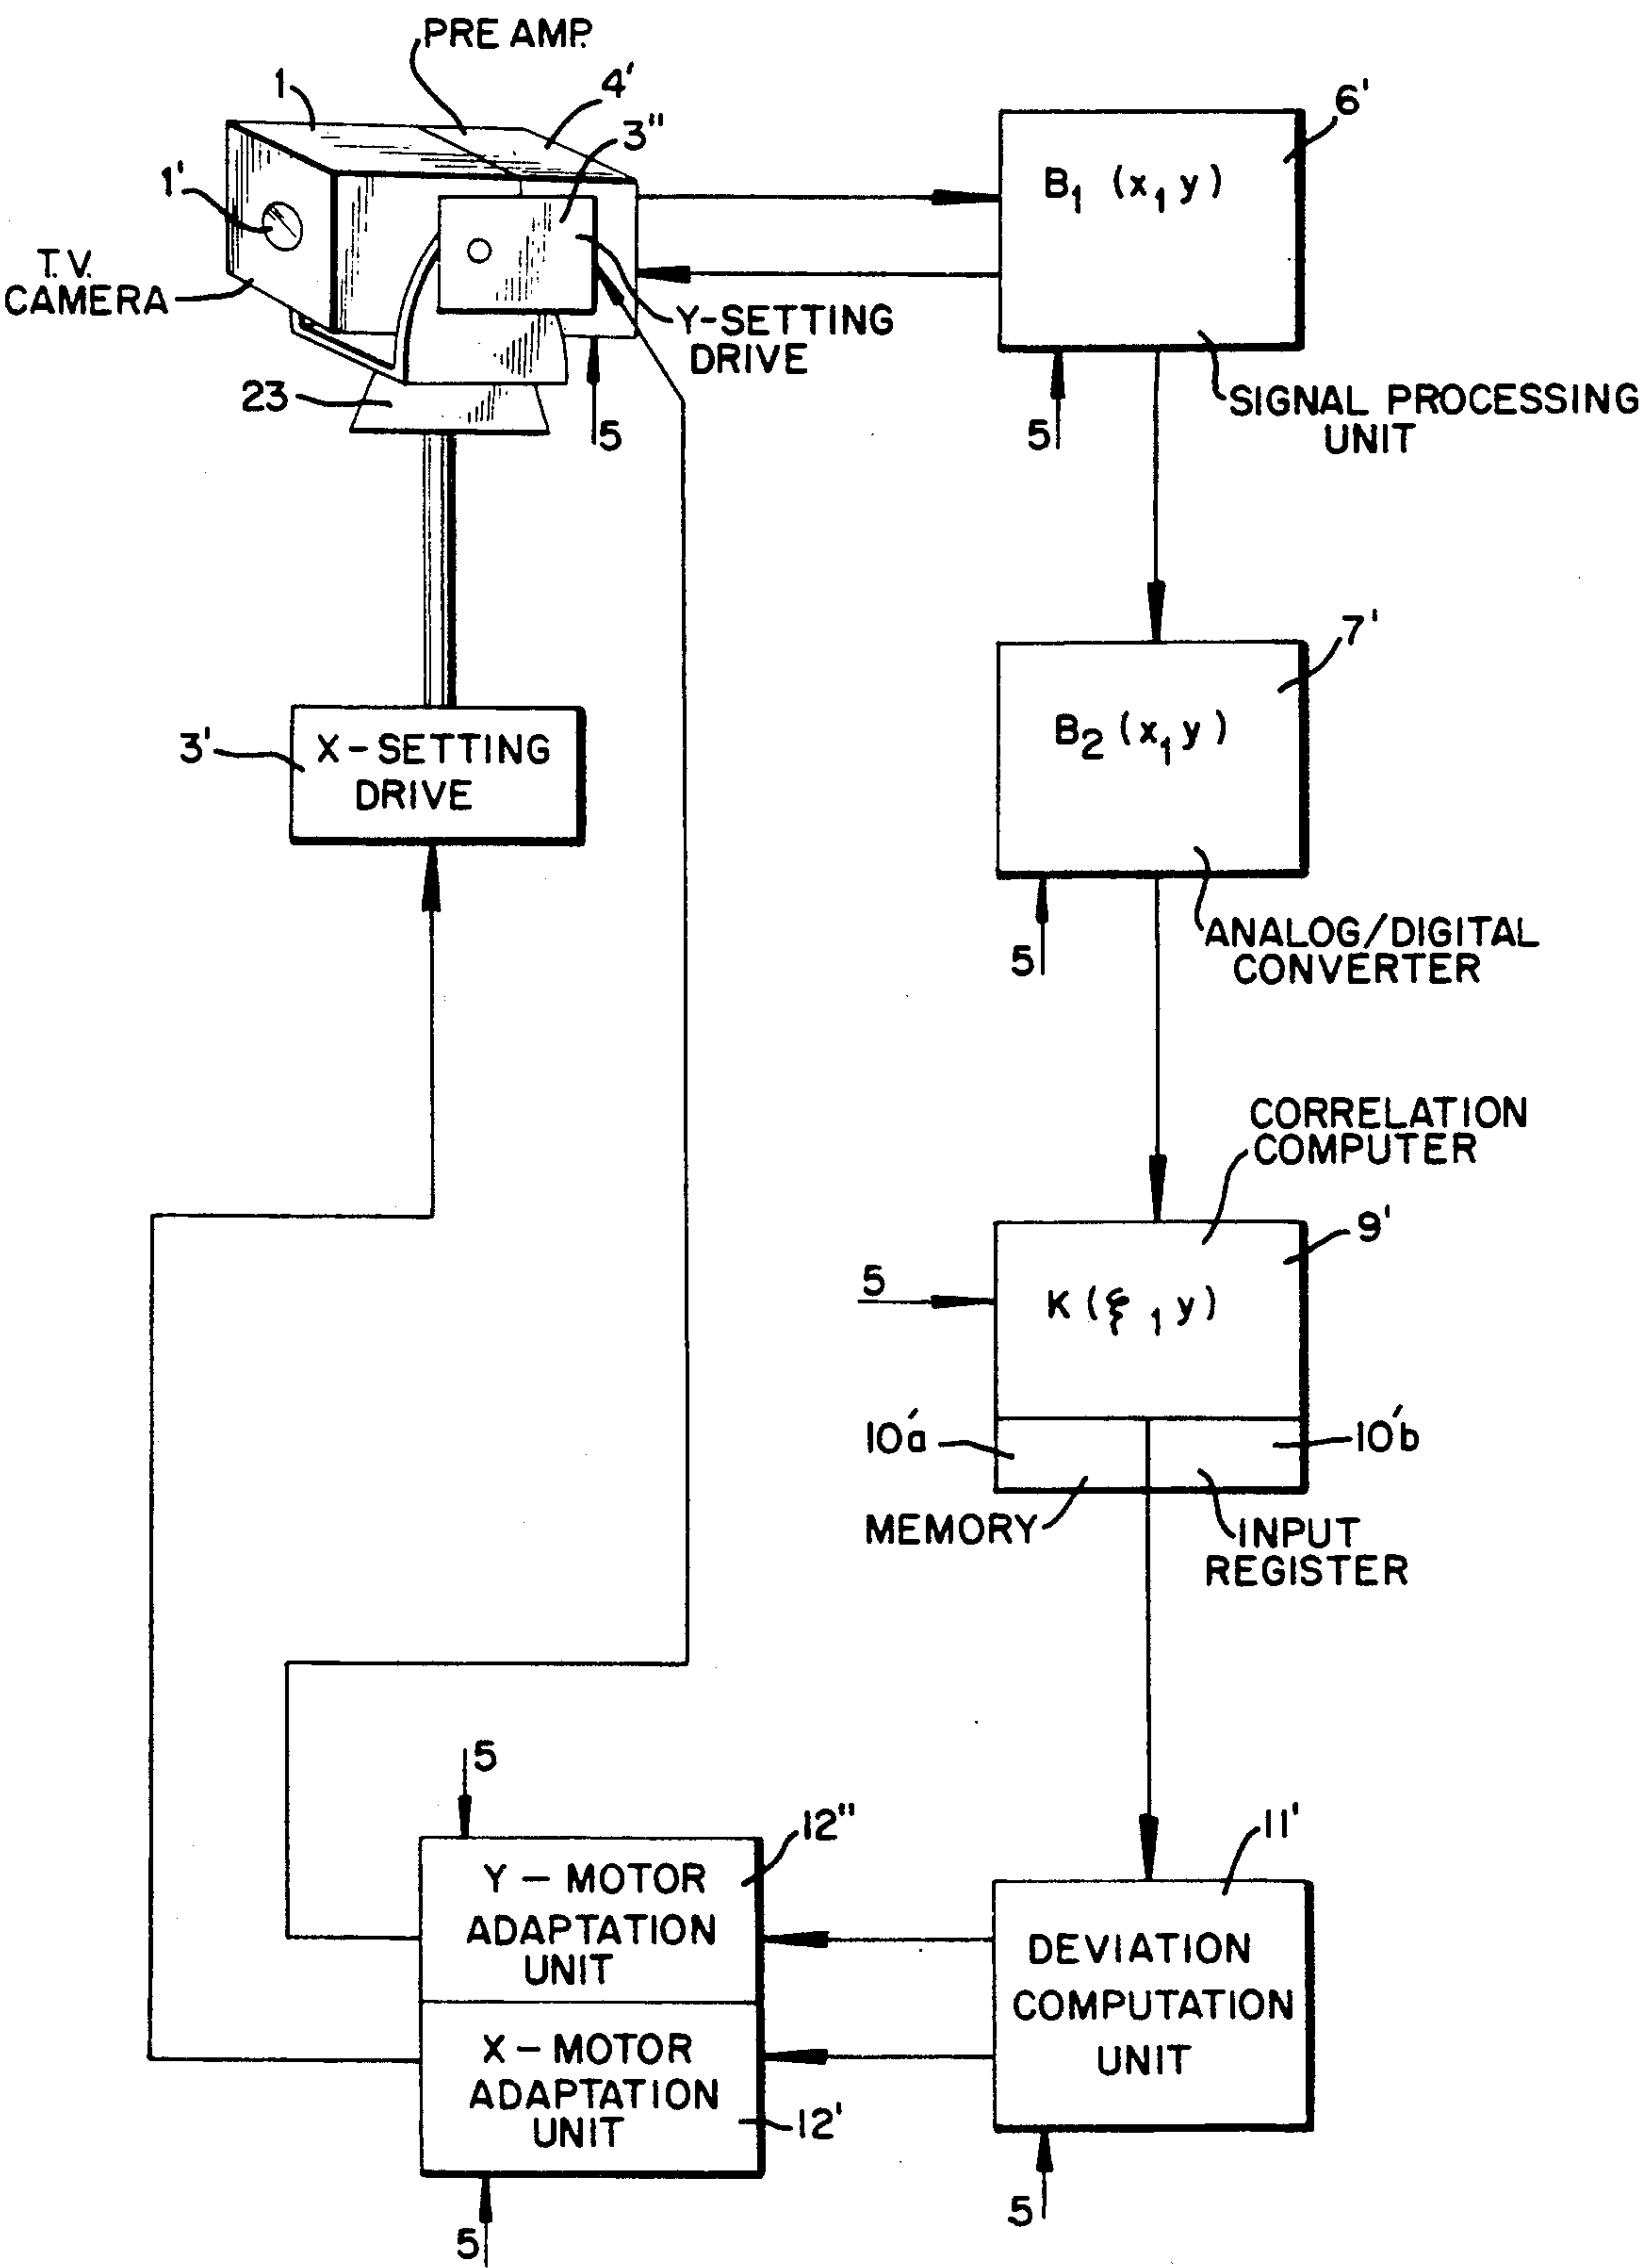 PRE AMP.
1
4'
3"
6'
1'
B1 (x1 y)
T.V.
CAMERA
Y-SETTING
DRIVE
23
5
5
SIGNAL PROCESSING
UNIT
7'
B2 (x1 y)
3'
X-SETTING
DRIVE
5
ANALOG/DIGITAL
CONVERTER
CORRELATION
COMPUTER
9'
5
K (ξ 1 y)
10'a
10'b
MEMORY
INPUT
REGISTER
5
12"
11'
Y - MOTOR
ADAPTATION
UNIT
DEVIATION
COMPUTATION
UNIT
X - MOTOR
ADAPTATION
UNIT
12'
5
5